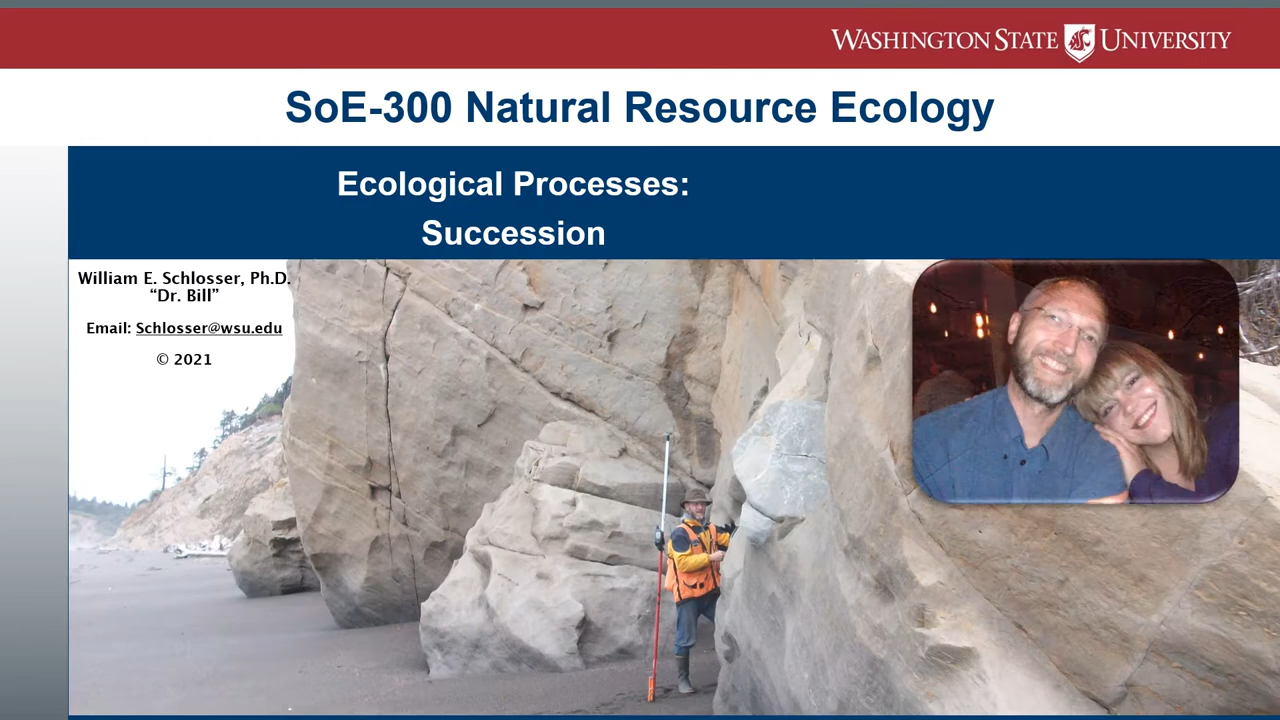 WASHINGTON STATE UNIVERSITY
SoE-300 Natural Resource Ecology
Ecological Processes:
Succession
William E. Schlosser, Ph.D.
“Dr. Bill”
Email: Schlosser@wsu.edu
© 2021